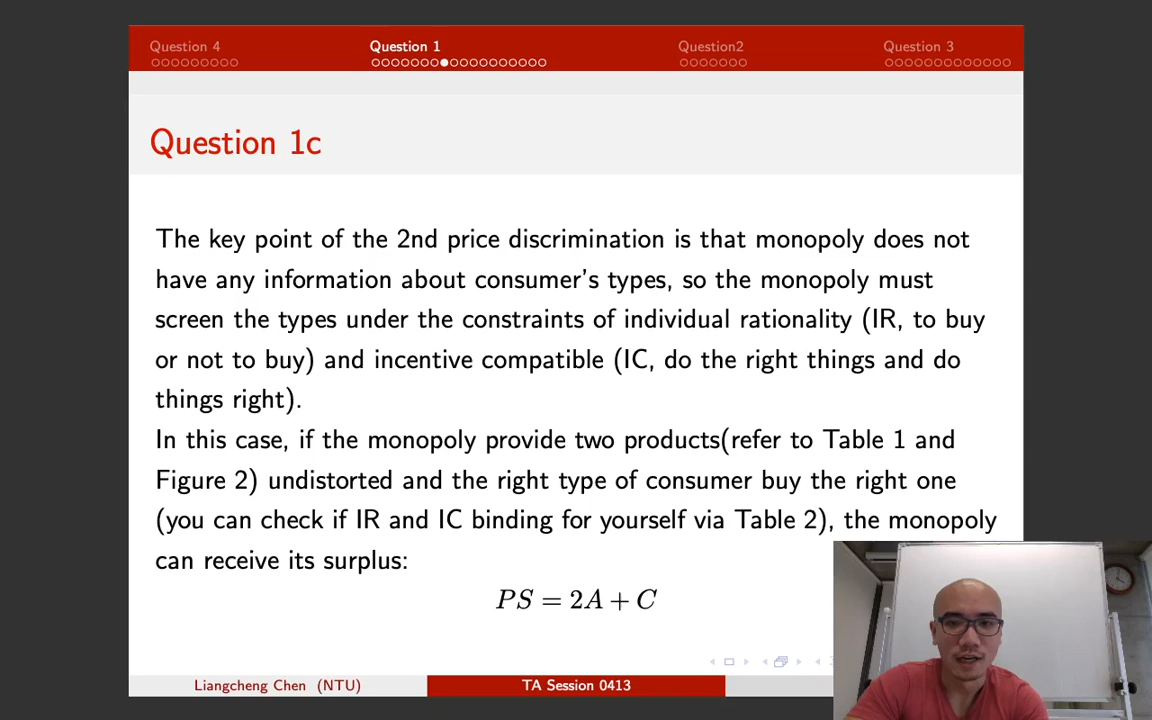 Question 4 Question 1 Question2 Question 3
Question 1c
The key point of the 2nd price discrimination is that monopoly does not
have any information about consumer's types, so the monopoly must
screen the types under the constraints of individual rationality (IR, to buy
or not to buy) and incentive compatible (IC, do the right things and do
things right).
In this case, if the monopoly provide two products(refer to Table 1 and
Figure 2) undistorted and the right type of consumer buy the right one
(you can check if IR and IC binding for yourself via Table 2), the monopoly
can receive its surplus:
PS = 2A + C
Liangcheng Chen (NTU) TA Session 0413